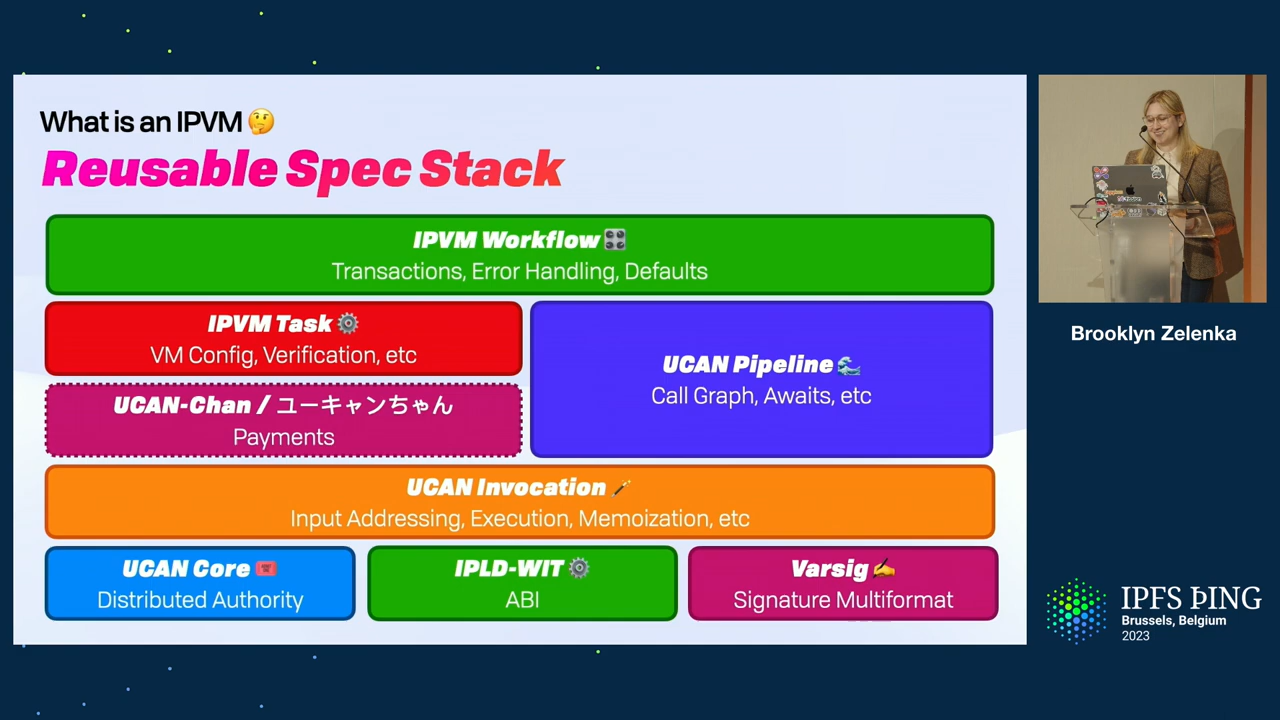 What is an IPVM 🤔
Reusable Spec Stack
IPVM Workflow 🎛️
Transactions, Error Handling, Defaults
IPVM Task ⚙️
VM Config, Verification, etc
UCAN Pipeline 🌊
Call Graph, Awaits, etc
UCAN-Chan / ユーキャンちゃん
Payments
UCAN Invocation 🪄
Input Addressing, Execution, Memoization, etc
UCAN Core 🎟️
Distributed Authority
IPLD-WIT ⚙️
ABI
Varsig ✍️
Signature Multiformat
Brooklyn Zelenka
IPFS ÞING
Brussels, Belgium
2023